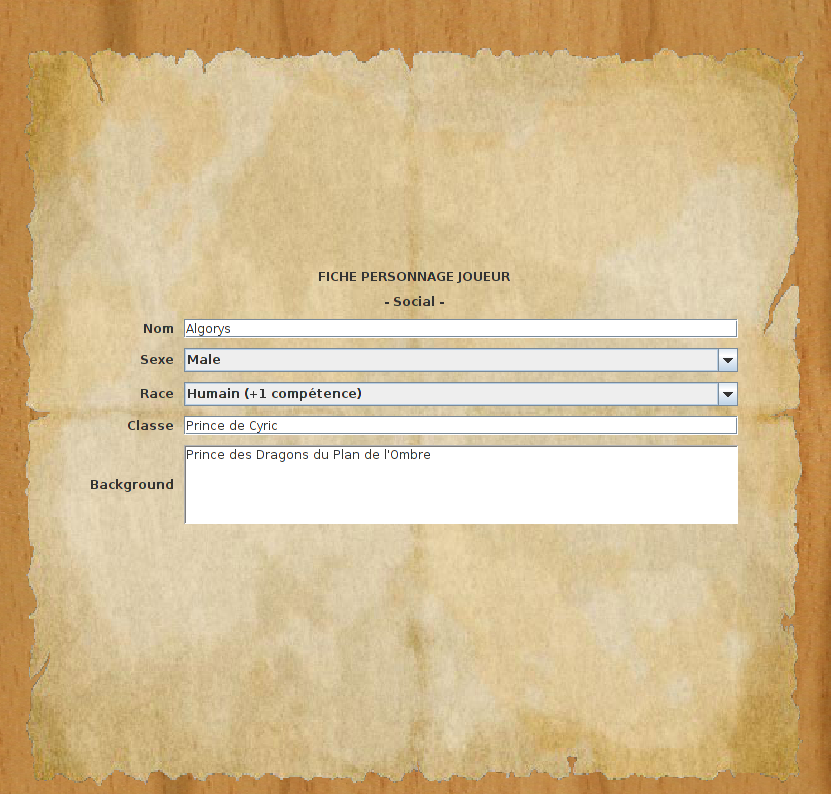 FICHE PERSONNAGE JOUEUR
- Social -
Nom Algorys
Sexe Male
Race Humain (+1 compétence)
Classe Prince de Cyric
Background Prince des Dragons du Plan de l'Ombre